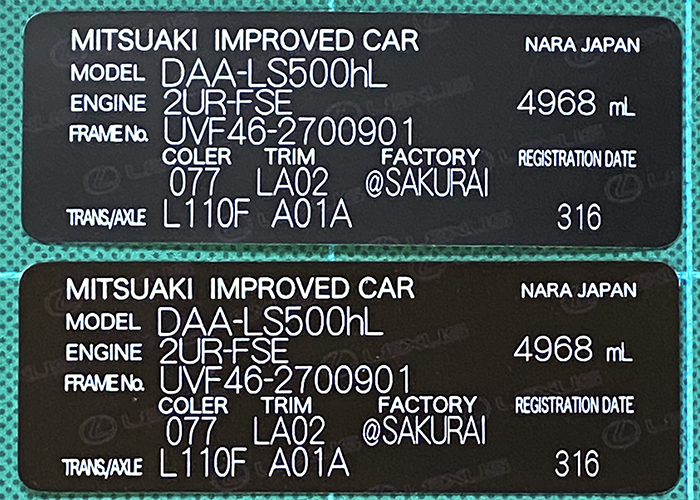 MITSUAKI IMPROVED CAR NARA JAPAN
MODEL DAA-LS500hL
ENGINE 2UR-FSE 4968 mL
FRAME No. UVF46-2700901
COLER TRIM FACTORY REGISTRATION DATE
077 LA02 @SAKURAI
TRANS/AXLE L110F A01A 316
MITSUAKI IMPROVED CAR NARA JAPAN
MODEL DAA-LS500hL
ENGINE 2UR-FSE 4968 mL
FRAME No. UVF46-2700901
COLER TRIM FACTORY REGISTRATION DATE
077 LA02 @SAKURAI
TRANS/AXLE L110F A01A 316